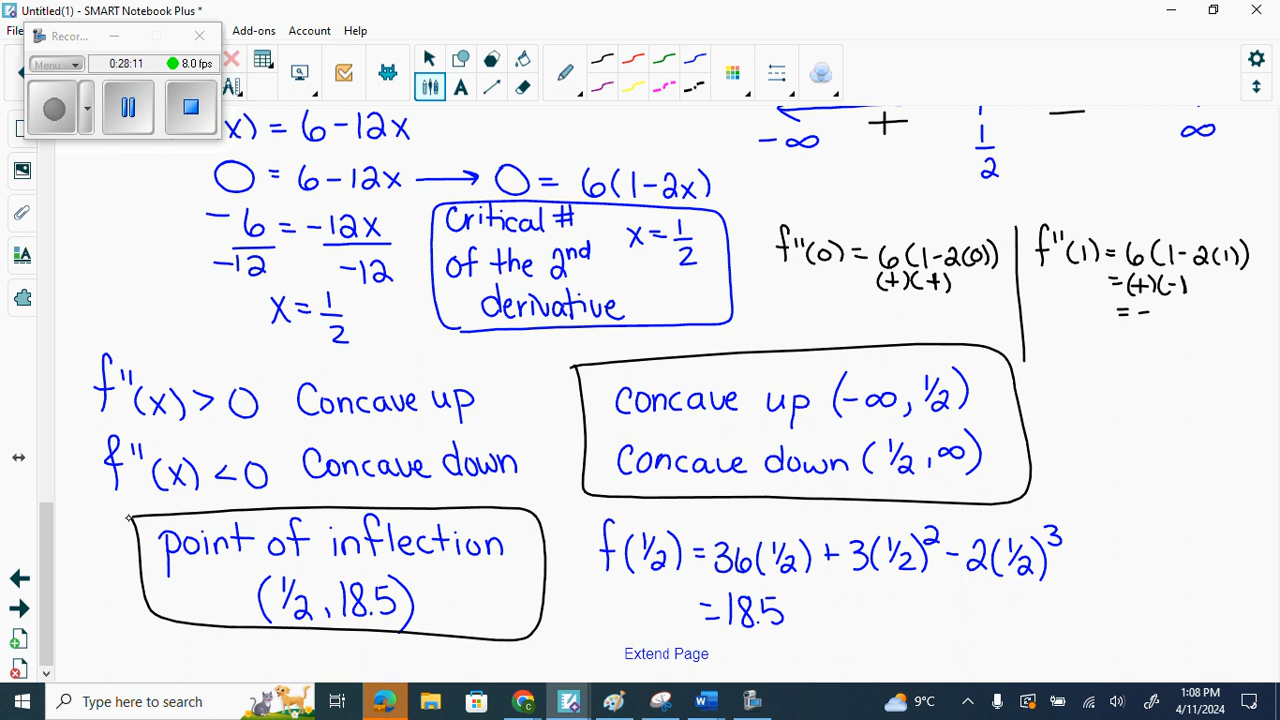 Untitled(1) - SMART Notebook Plus *
File
Add-ons Account Help
Recor...
Menu
0:28:11
8.0 fps
x) = 6 - 12x
0 = 6 - 12x → 0 = 6(1 - 2x)
-6 = -12x
-12 -12
x = 1/2
Critical #
of the 2nd
derivative
x = 1/2
-∞ + 1/2 - ∞
f''(0) = 6(1-2(0))
(+)(+)
f''(1) = 6(1-2(1))
= (+)(-1
= -
f''(x) > 0 Concave up
f''(x) < 0 Concave down
concave up (-∞, 1/2)
Concave down (1/2, ∞)
point of inflection
(1/2, 18.5)
f(1/2) = 36(1/2) + 3(1/2)² - 2(1/2)³
= 18.5
Extend Page
Type here to search
9°C
1:08 PM
4/11/2024